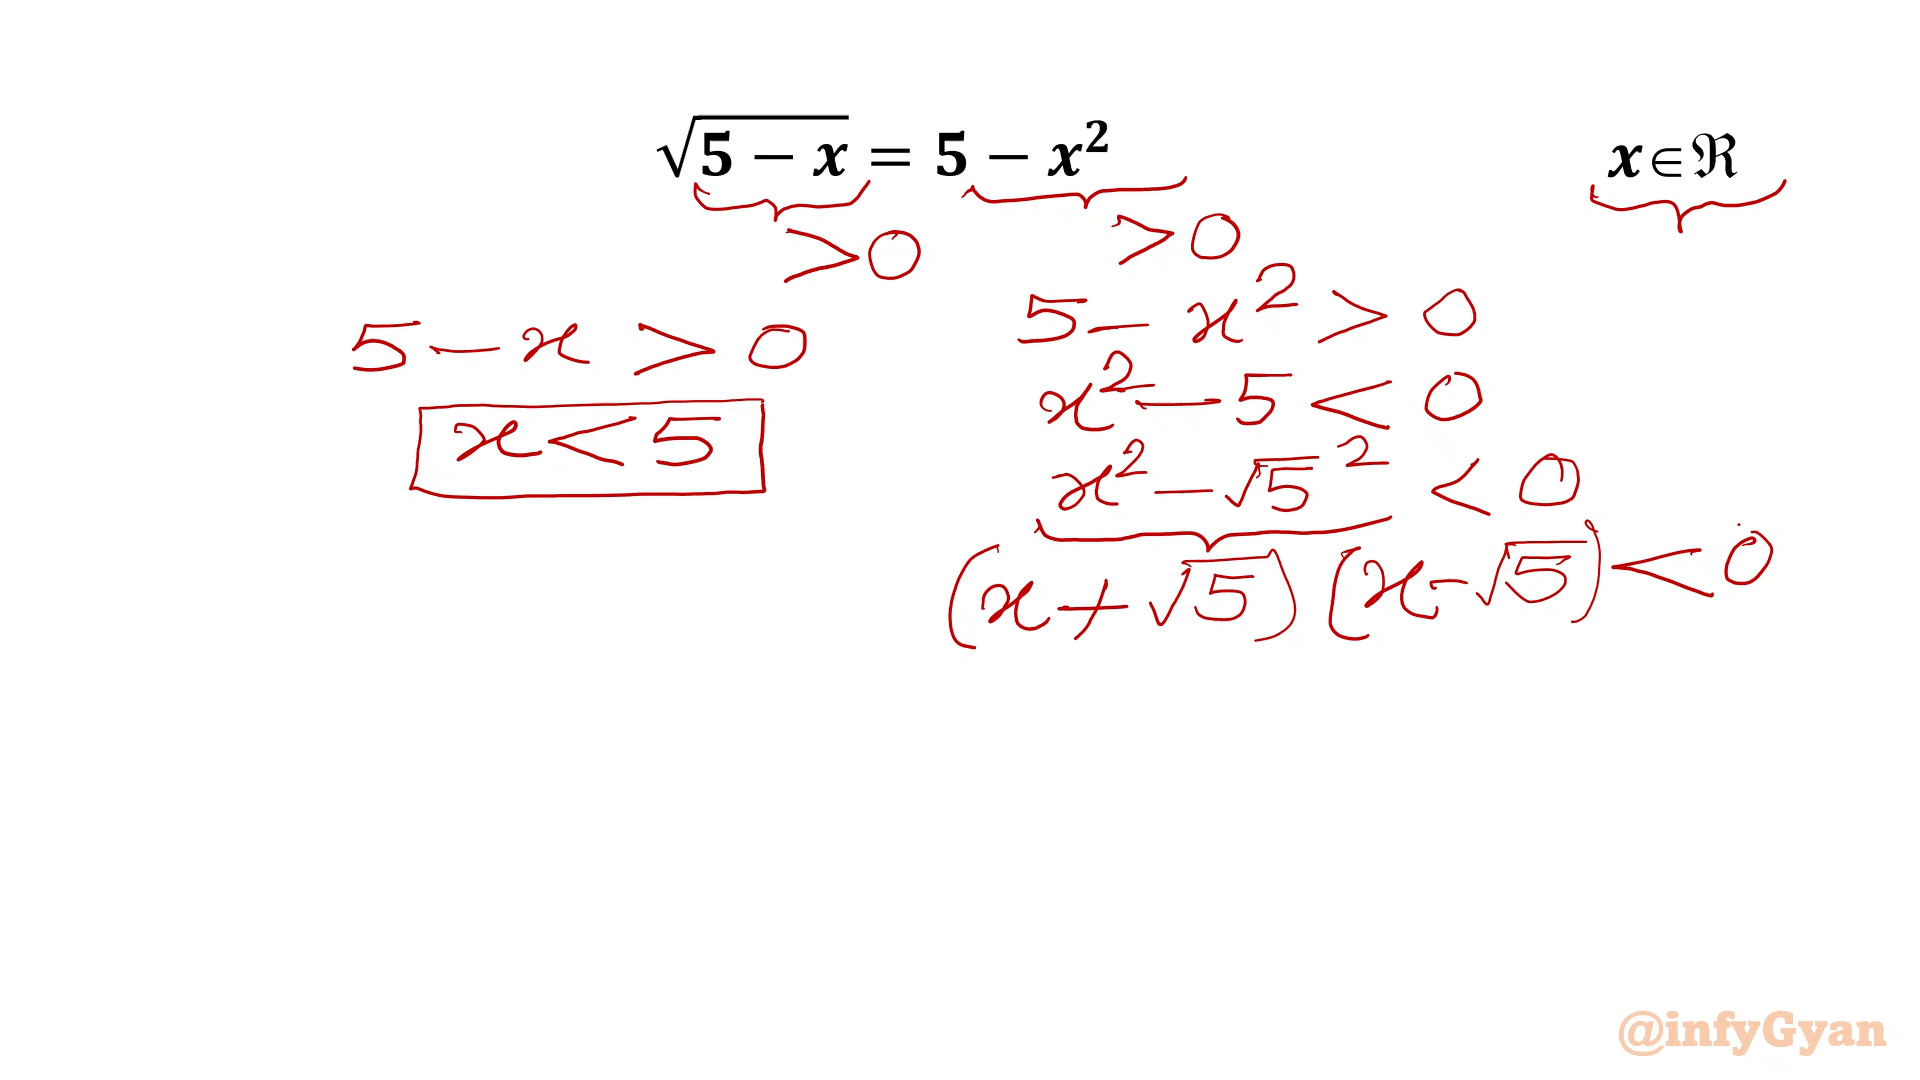 √(5 − x) = 5 − x²
x ∈ ℜ
> 0
> 0
5 − x > 0
x < 5
5 − x² > 0
x² − 5 < 0
x² − √5² < 0
(x + √5) (x − √5) < 0
@infyGyan